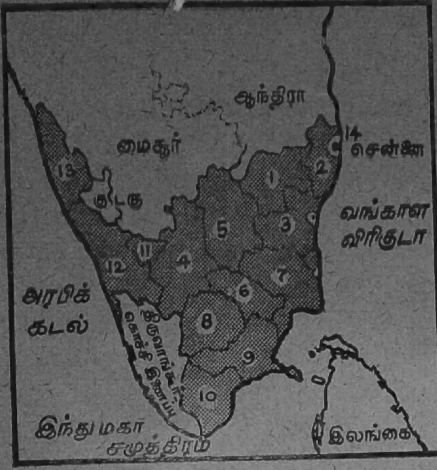 ஆந்திரா
மைசூர்
14
சென்னை
1
2
13
குடகு
வங்காள
விரிகுடா
3
5
11
12
4
7
6
அரபிக்
கடல்
8
திருவாங்கூர்
கொச்சி இணைப்பு
9
10
இந்து மகா
சமுத்திரம்
இலங்கை